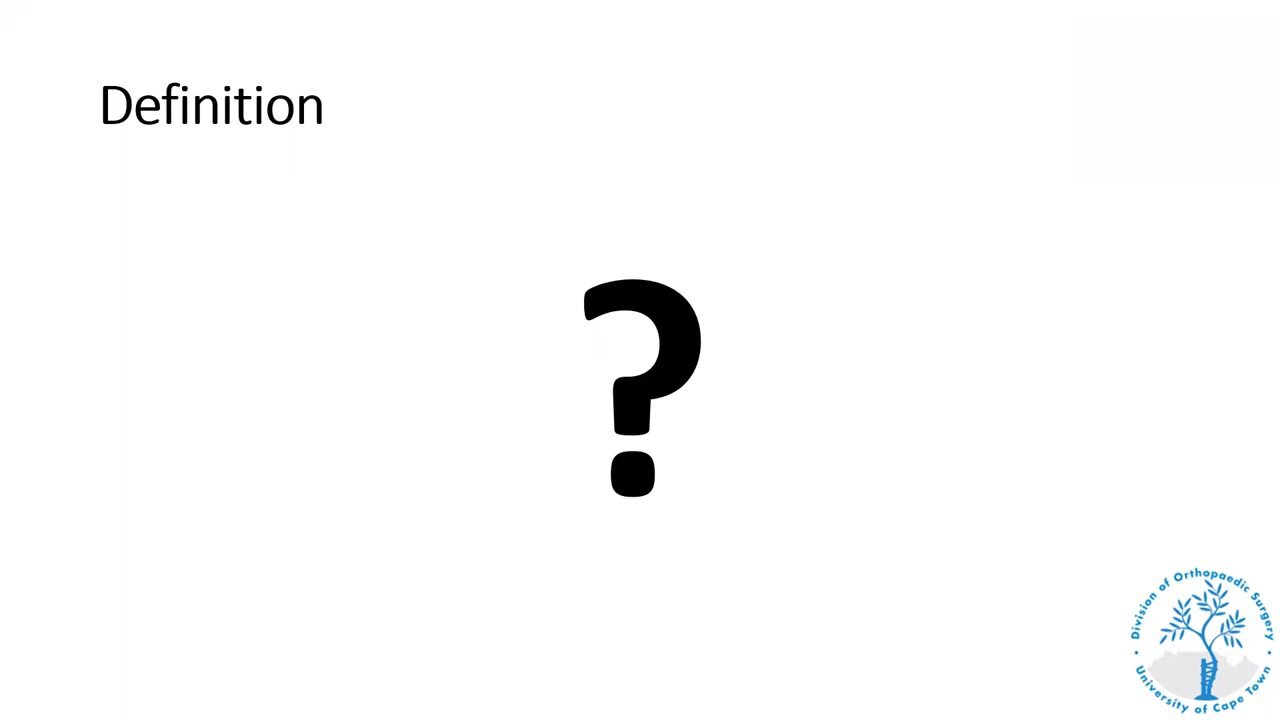 Definition
?
Division of Orthopaedic Surgery
University of Cape Town